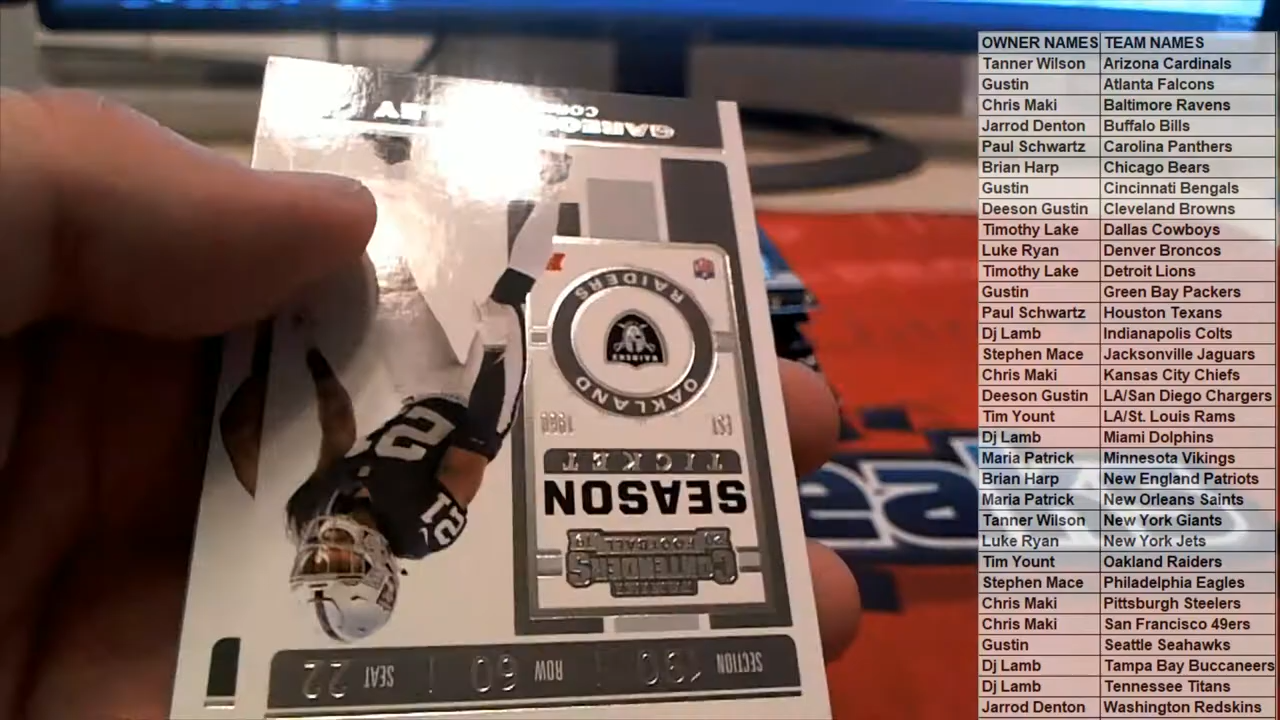 OWNER NAMES TEAM NAMES
Tanner Wilson Arizona Cardinals
Gustin Atlanta Falcons
Chris Maki Baltimore Ravens
Jarrod Denton Buffalo Bills
Paul Schwartz Carolina Panthers
Brian Harp Chicago Bears
Gustin Cincinnati Bengals
Deeson Gustin Cleveland Browns
Timothy Lake Dallas Cowboys
Luke Ryan Denver Broncos
Timothy Lake Detroit Lions
Gustin Green Bay Packers
Paul Schwartz Houston Texans
Dj Lamb Indianapolis Colts
Stephen Mace Jacksonville Jaguars
Chris Maki Kansas City Chiefs
Deeson Gustin LA/San Diego Chargers
Tim Yount LA/St. Louis Rams
Dj Lamb Miami Dolphins
Maria Patrick Minnesota Vikings
Brian Harp New England Patriots
Maria Patrick New Orleans Saints
Tanner Wilson New York Giants
Luke Ryan New York Jets
Tim Yount Oakland Raiders
Stephen Mace Philadelphia Eagles
Chris Maki Pittsburgh Steelers
Chris Maki San Francisco 49ers
Gustin Seattle Seahawks
Dj Lamb Tampa Bay Buccaneers
Dj Lamb Tennessee Titans
Jarrod Denton Washington Redskins
SECTION 130 ROW 60 SEAT 22
CONTENDERS
FOOTBALL
SEASON
TICKET
EST 1960
OAKLAND
RAIDERS
RAIDERS
21
2